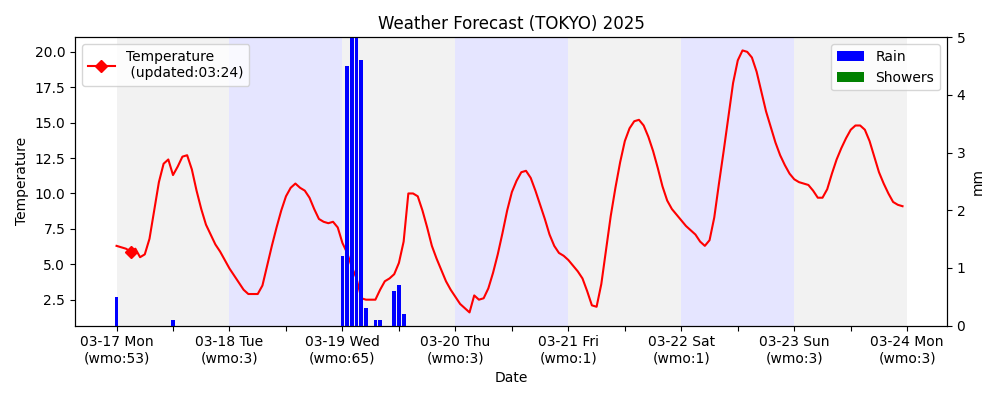 Weather Forecast (TOKYO) 2025
Temperature
(updated:03:24)
Rain
Showers
Temperature
20.0
17.5
15.0
12.5
10.0
7.5
5.0
2.5
5
4
3
2
1
0
mm
03-17 Mon
(wmo:53)
03-18 Tue
(wmo:3)
03-19 Wed
(wmo:65)
03-20 Thu
(wmo:3)
03-21 Fri
(wmo:1)
03-22 Sat
(wmo:1)
03-23 Sun
(wmo:3)
03-24 Mon
(wmo:3)
Date